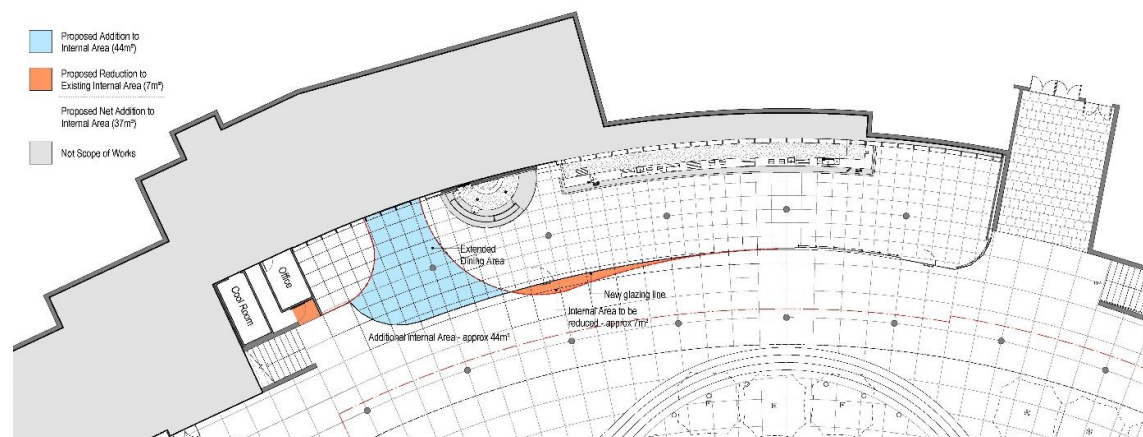 Proposed Addition to
Internal Area (44m²)
Proposed Reduction to
Existing Internal Area (7m²)
Proposed Net Addition to
Internal Area (37m²)
Not Scope of Works
Cool Room
Office
Extended
Dining Area
New glazing line
Internal Area to be
reduced - approx 7m²
Additional internal Area - approx 44m²